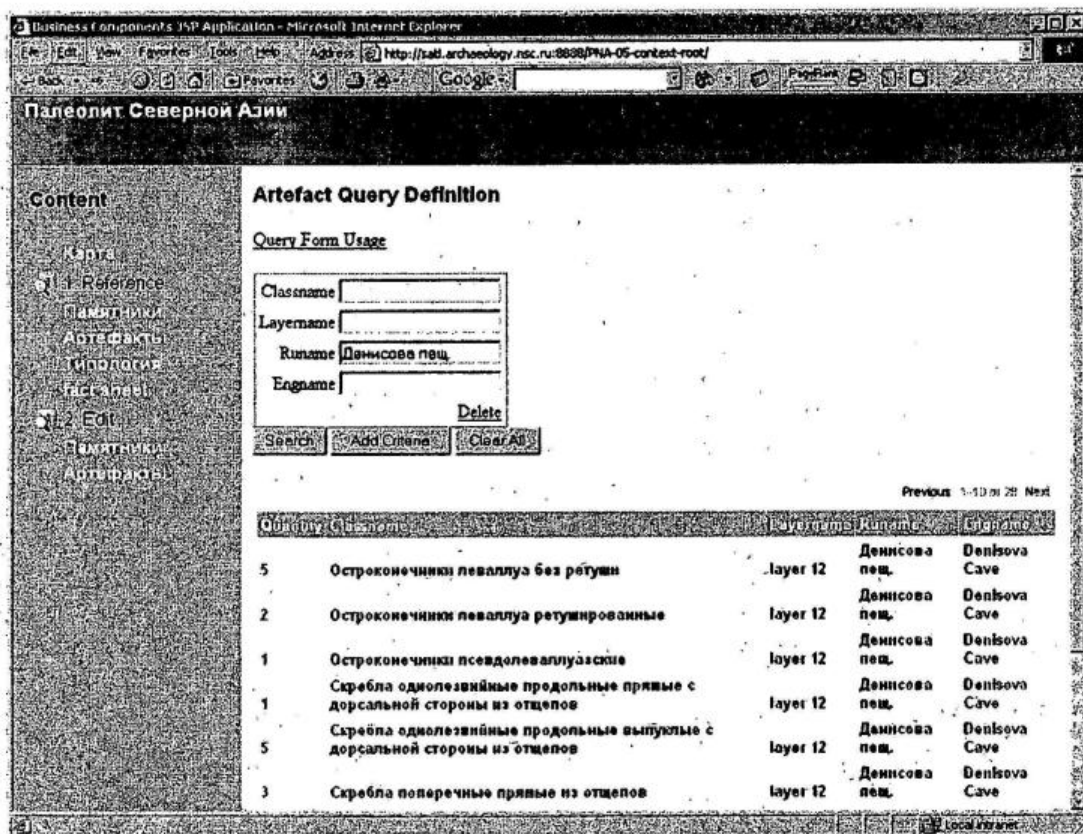 Business Components JSP Application - Microsoft Internet Explorer
Edit View Favorites Tools Help Address http://sati.archaeology.nsc.ru:8888/PNA-05-context-root/
Back Favorites Google PageRank
Палеолит Северной Азии
Content
Карта
1. Reference
Памятники
Артефакты
Типология
2. Edit
Памятники
Артефакты
Artefact Query Definition
Query Form Usage
Classname
Layername
Runame Денисова пещ.
Engname
Delete
Search Add Criteria Clear All
Previous 1-10 из 28 Next
Quantity Classname Layername Runame Engname
5 Остроконечники леваллуа без ретуши layer 12 Денисова пещ. Denisova Cave
2 Остроконечники леваллуа ретушированные layer 12 Денисова пещ. Denisova Cave
1 Остроконечники псевдолеваллуазские layer 12 Денисова пещ. Denisova Cave
1 Скребла однолезвийные продольные прямые с дорсальной стороны из отщепов layer 12 Денисова пещ. Denisova Cave
5 Скребла однолезвийные продольные выпуклые с дорсальной стороны из отщепов layer 12 Денисова пещ. Denisova Cave
3 Скребла поперечные прямые из отщепов layer 12 Денисова пещ. Denisova Cave
Local intranet